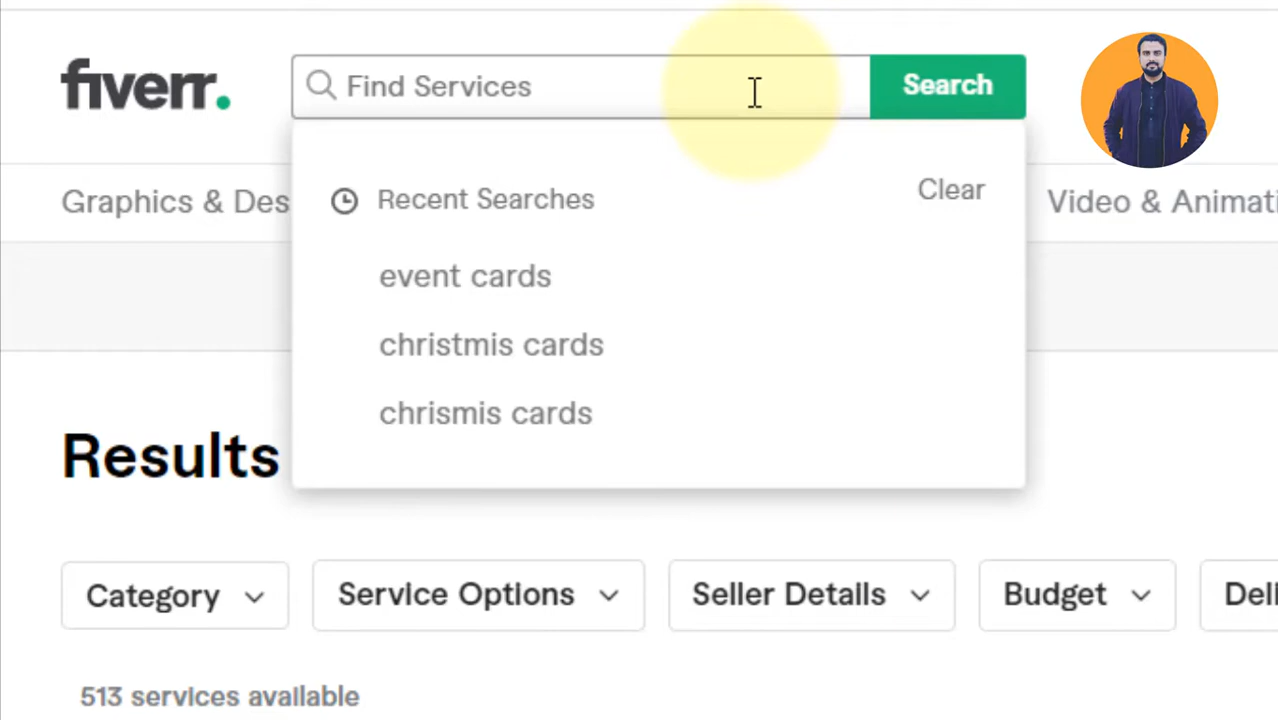 fiverr.
Find Services
Search
Graphics & Des
Recent Searches
Clear
Video & Animati
event cards
christmis cards
chrismis cards
Results
Category
Service Options
Seller Details
Budget
Deli
513 services available